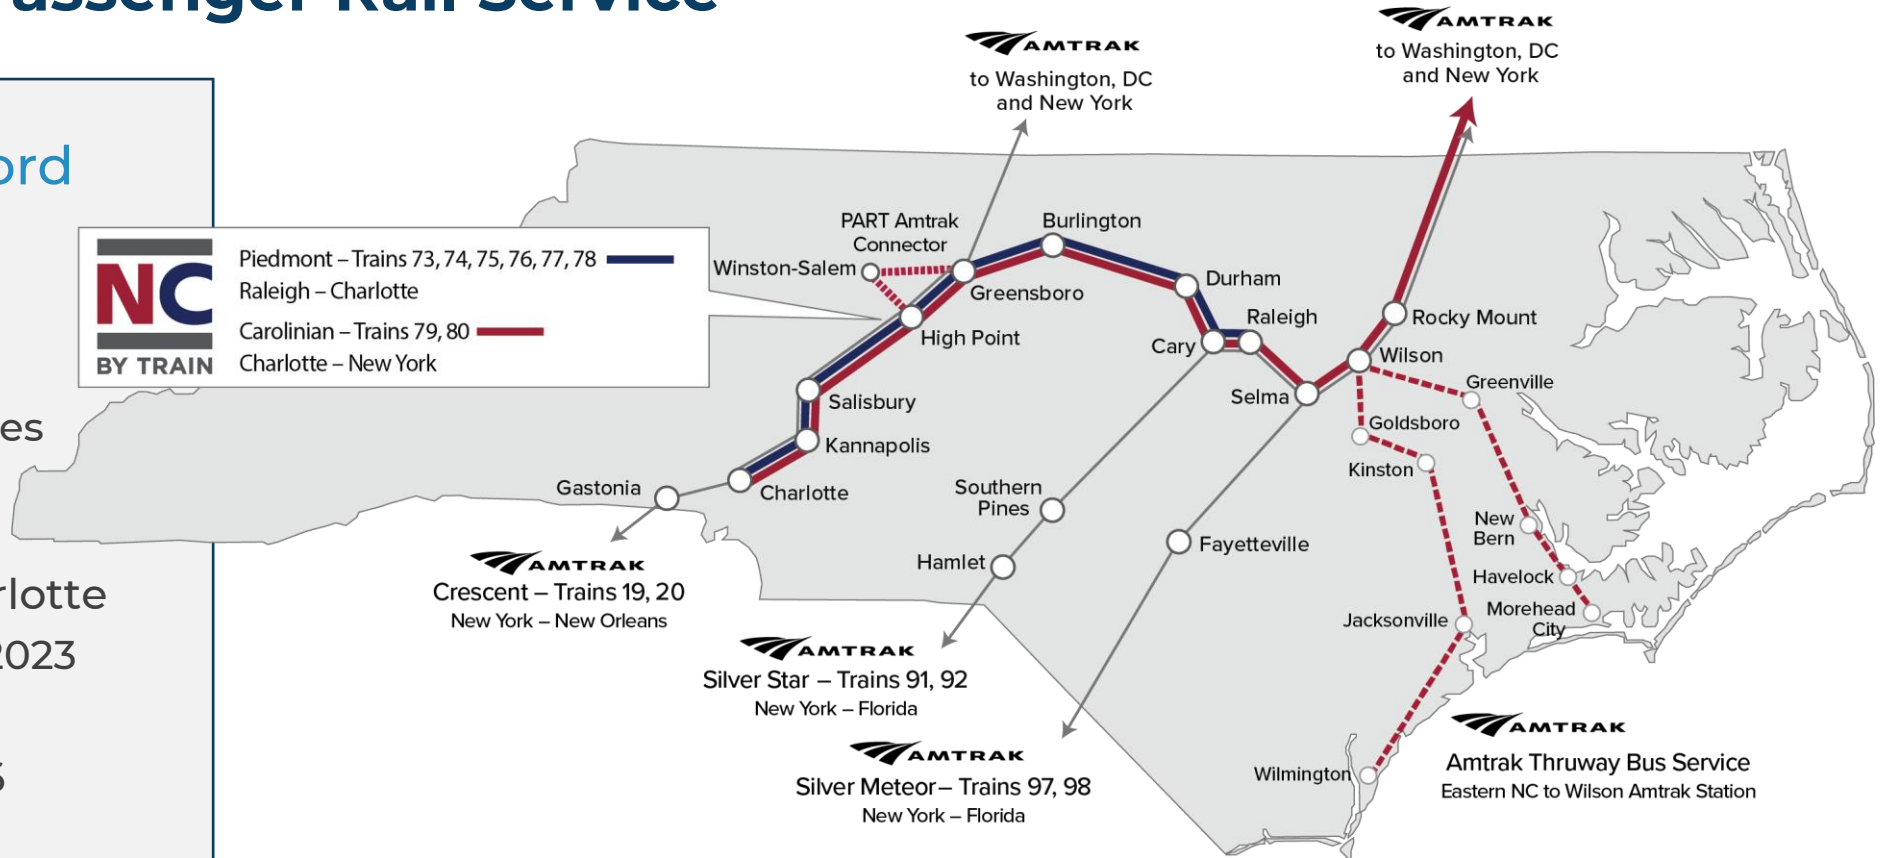 Passenger Rail Service
ord
es
rlotte
2023
NC
BY TRAIN
Piedmont – Trains 73, 74, 75, 76, 77, 78
Raleigh – Charlotte
Carolinian – Trains 79, 80
Charlotte – New York
AMTRAK
to Washington, DC
and New York
AMTRAK
to Washington, DC
and New York
PART Amtrak
Connector
Winston-Salem
Burlington
Greensboro
High Point
Durham
Raleigh
Cary
Rocky Mount
Wilson
Selma
Greenville
Goldsboro
Kinston
Salisbury
Kannapolis
Charlotte
Gastonia
Southern
Pines
Hamlet
Fayetteville
New
Bern
Havelock
Morehead
City
Jacksonville
Wilmington
AMTRAK
Crescent – Trains 19, 20
New York – New Orleans
AMTRAK
Silver Star – Trains 91, 92
New York – Florida
AMTRAK
Silver Meteor – Trains 97, 98
New York – Florida
AMTRAK
Amtrak Thruway Bus Service
Eastern NC to Wilson Amtrak Station